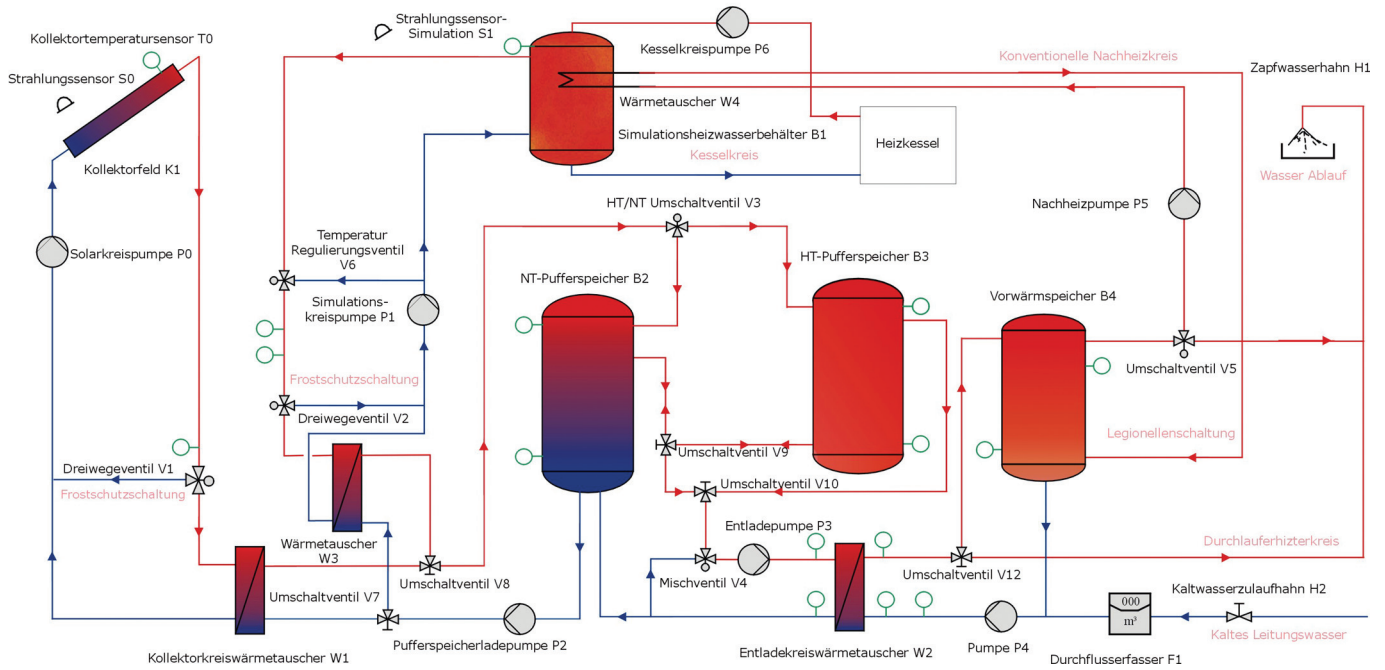 Strahlungssensor-
Simulation S1
Kollektortemperatursensor T0
Kesselkreispumpe P6
Konventionelle Nachheizkreis
Zapfwasserhahn H1
Strahlungssensor S0
Wärmetauscher W4
Simulationsheizwasserbehälter B1
Heizkessel
Kesselkreis
Kollektorfeld K1
Wasser Ablauf
HT/NT Umschaltventil V3
Nachheizpumpe P5
Temperatur
Regulierungsventil
V6
Solarkreispumpe P0
HT-Pufferspeicher B3
NT-Pufferspeicher B2
Simulations-
kreispumpe P1
Vorwärmspeicher B4
Umschaltventil V5
Frostschutzschaltung
Dreiwegeventil V2
Umschaltventil V9
Legionellenschaltung
Dreiwegeventil V1
Frostschutzschaltung
Umschaltventil V10
Entladepumpe P3
Durchlauferhizterkreis
Wärmetauscher
W3
Umschaltventil V8
Mischventil V4
Umschaltventil V12
Umschaltventil V7
Kaltwasserzulaufhahn H2
000
m³
Pufferspeicherladepumpe P2
Kaltes Leitungswasser
Kollektorkreiswärmetauscher W1
Entladekreiswärmetauscher W2
Pumpe P4
Durchflusserfasser F1